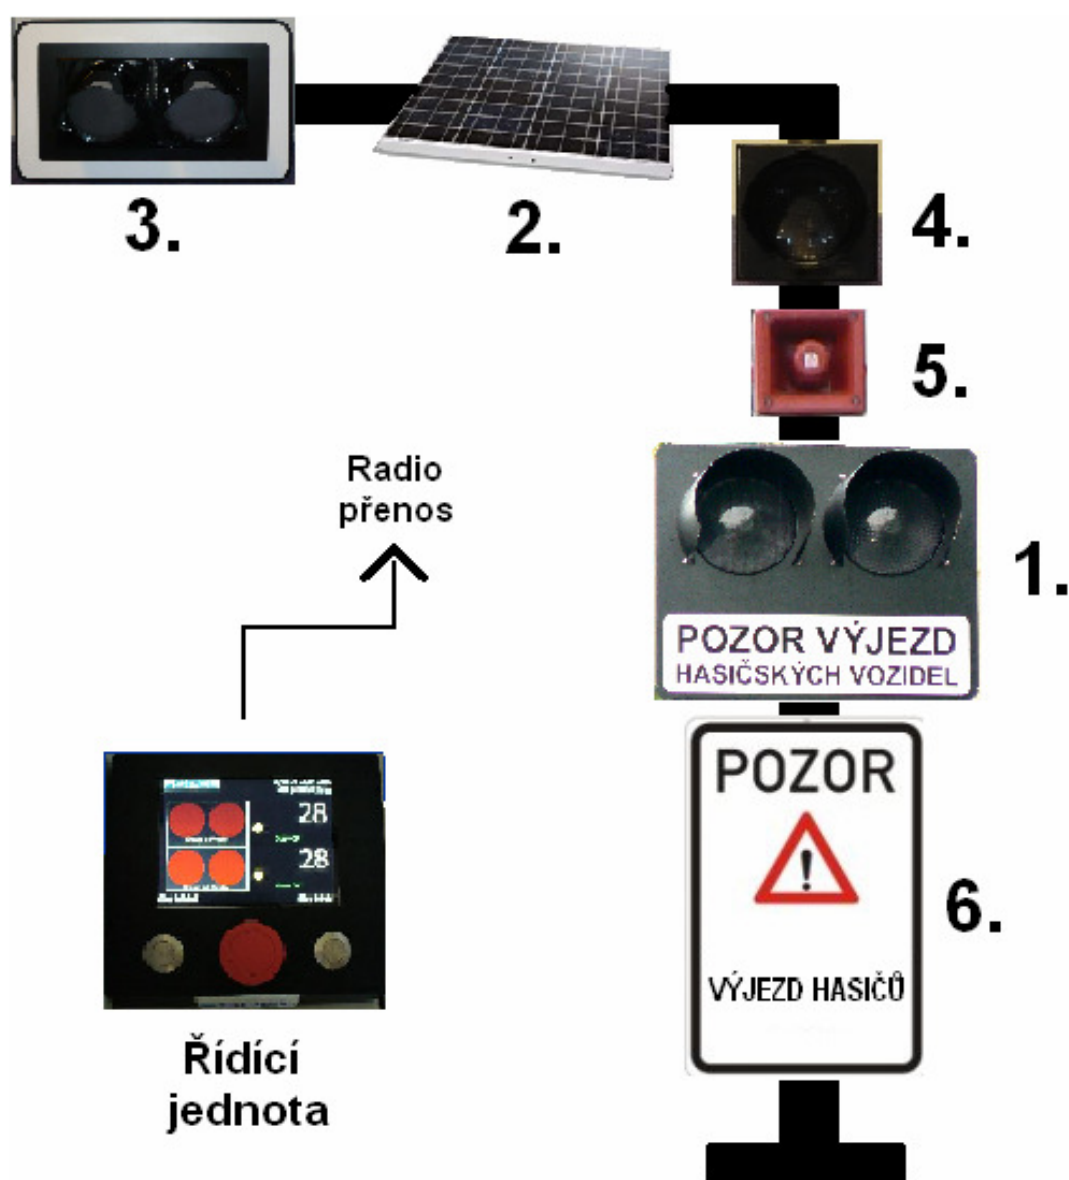 3.
2.
4.
5.
Radio
přenos
1.
POZOR VÝJEZD
HASIČSKÝCH VOZIDEL
POZOR
!
VÝJEZD HASIČŮ
6.
28
28
Řídící
jednota